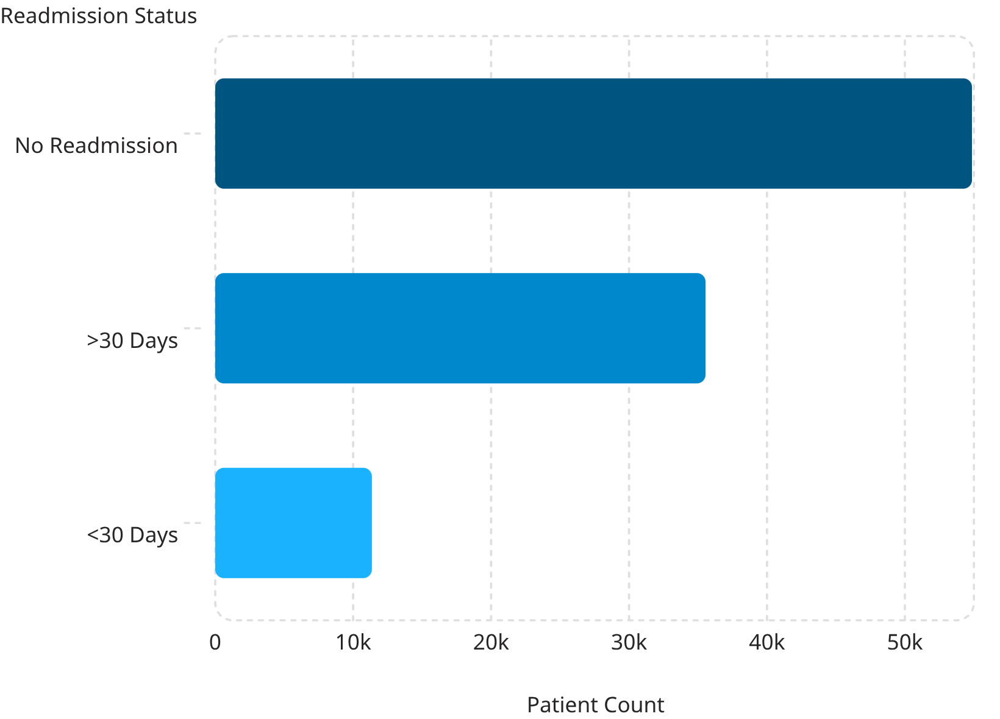 Readmission Status
No Readmission
>30 Days
<30 Days
0 10k 20k 30k 40k 50k
Patient Count